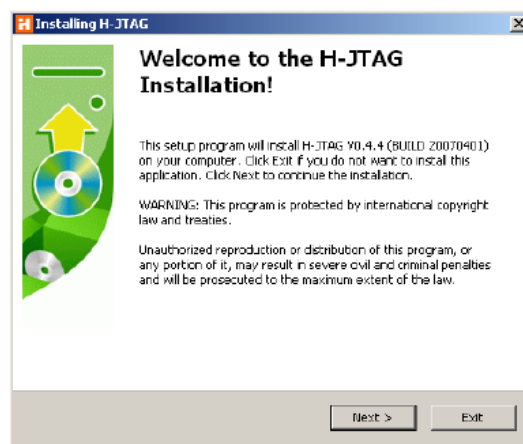 Installing H-JTAG
Welcome to the H-JTAG
Installation!
This setup program will install H-JTAG V0.4.4 (BUILD 20070401)
on your computer. Click Exit if you do not want to install this
application. Click Next to continue the installation.
WARNING: This program is protected by international copyright
law and treaties.
Unauthorized reproduction or distribution of this program, or
any portion of it, may result in severe civil and criminal penalties
and will be prosecuted to the maximum extent of the law.
Next >
Exit